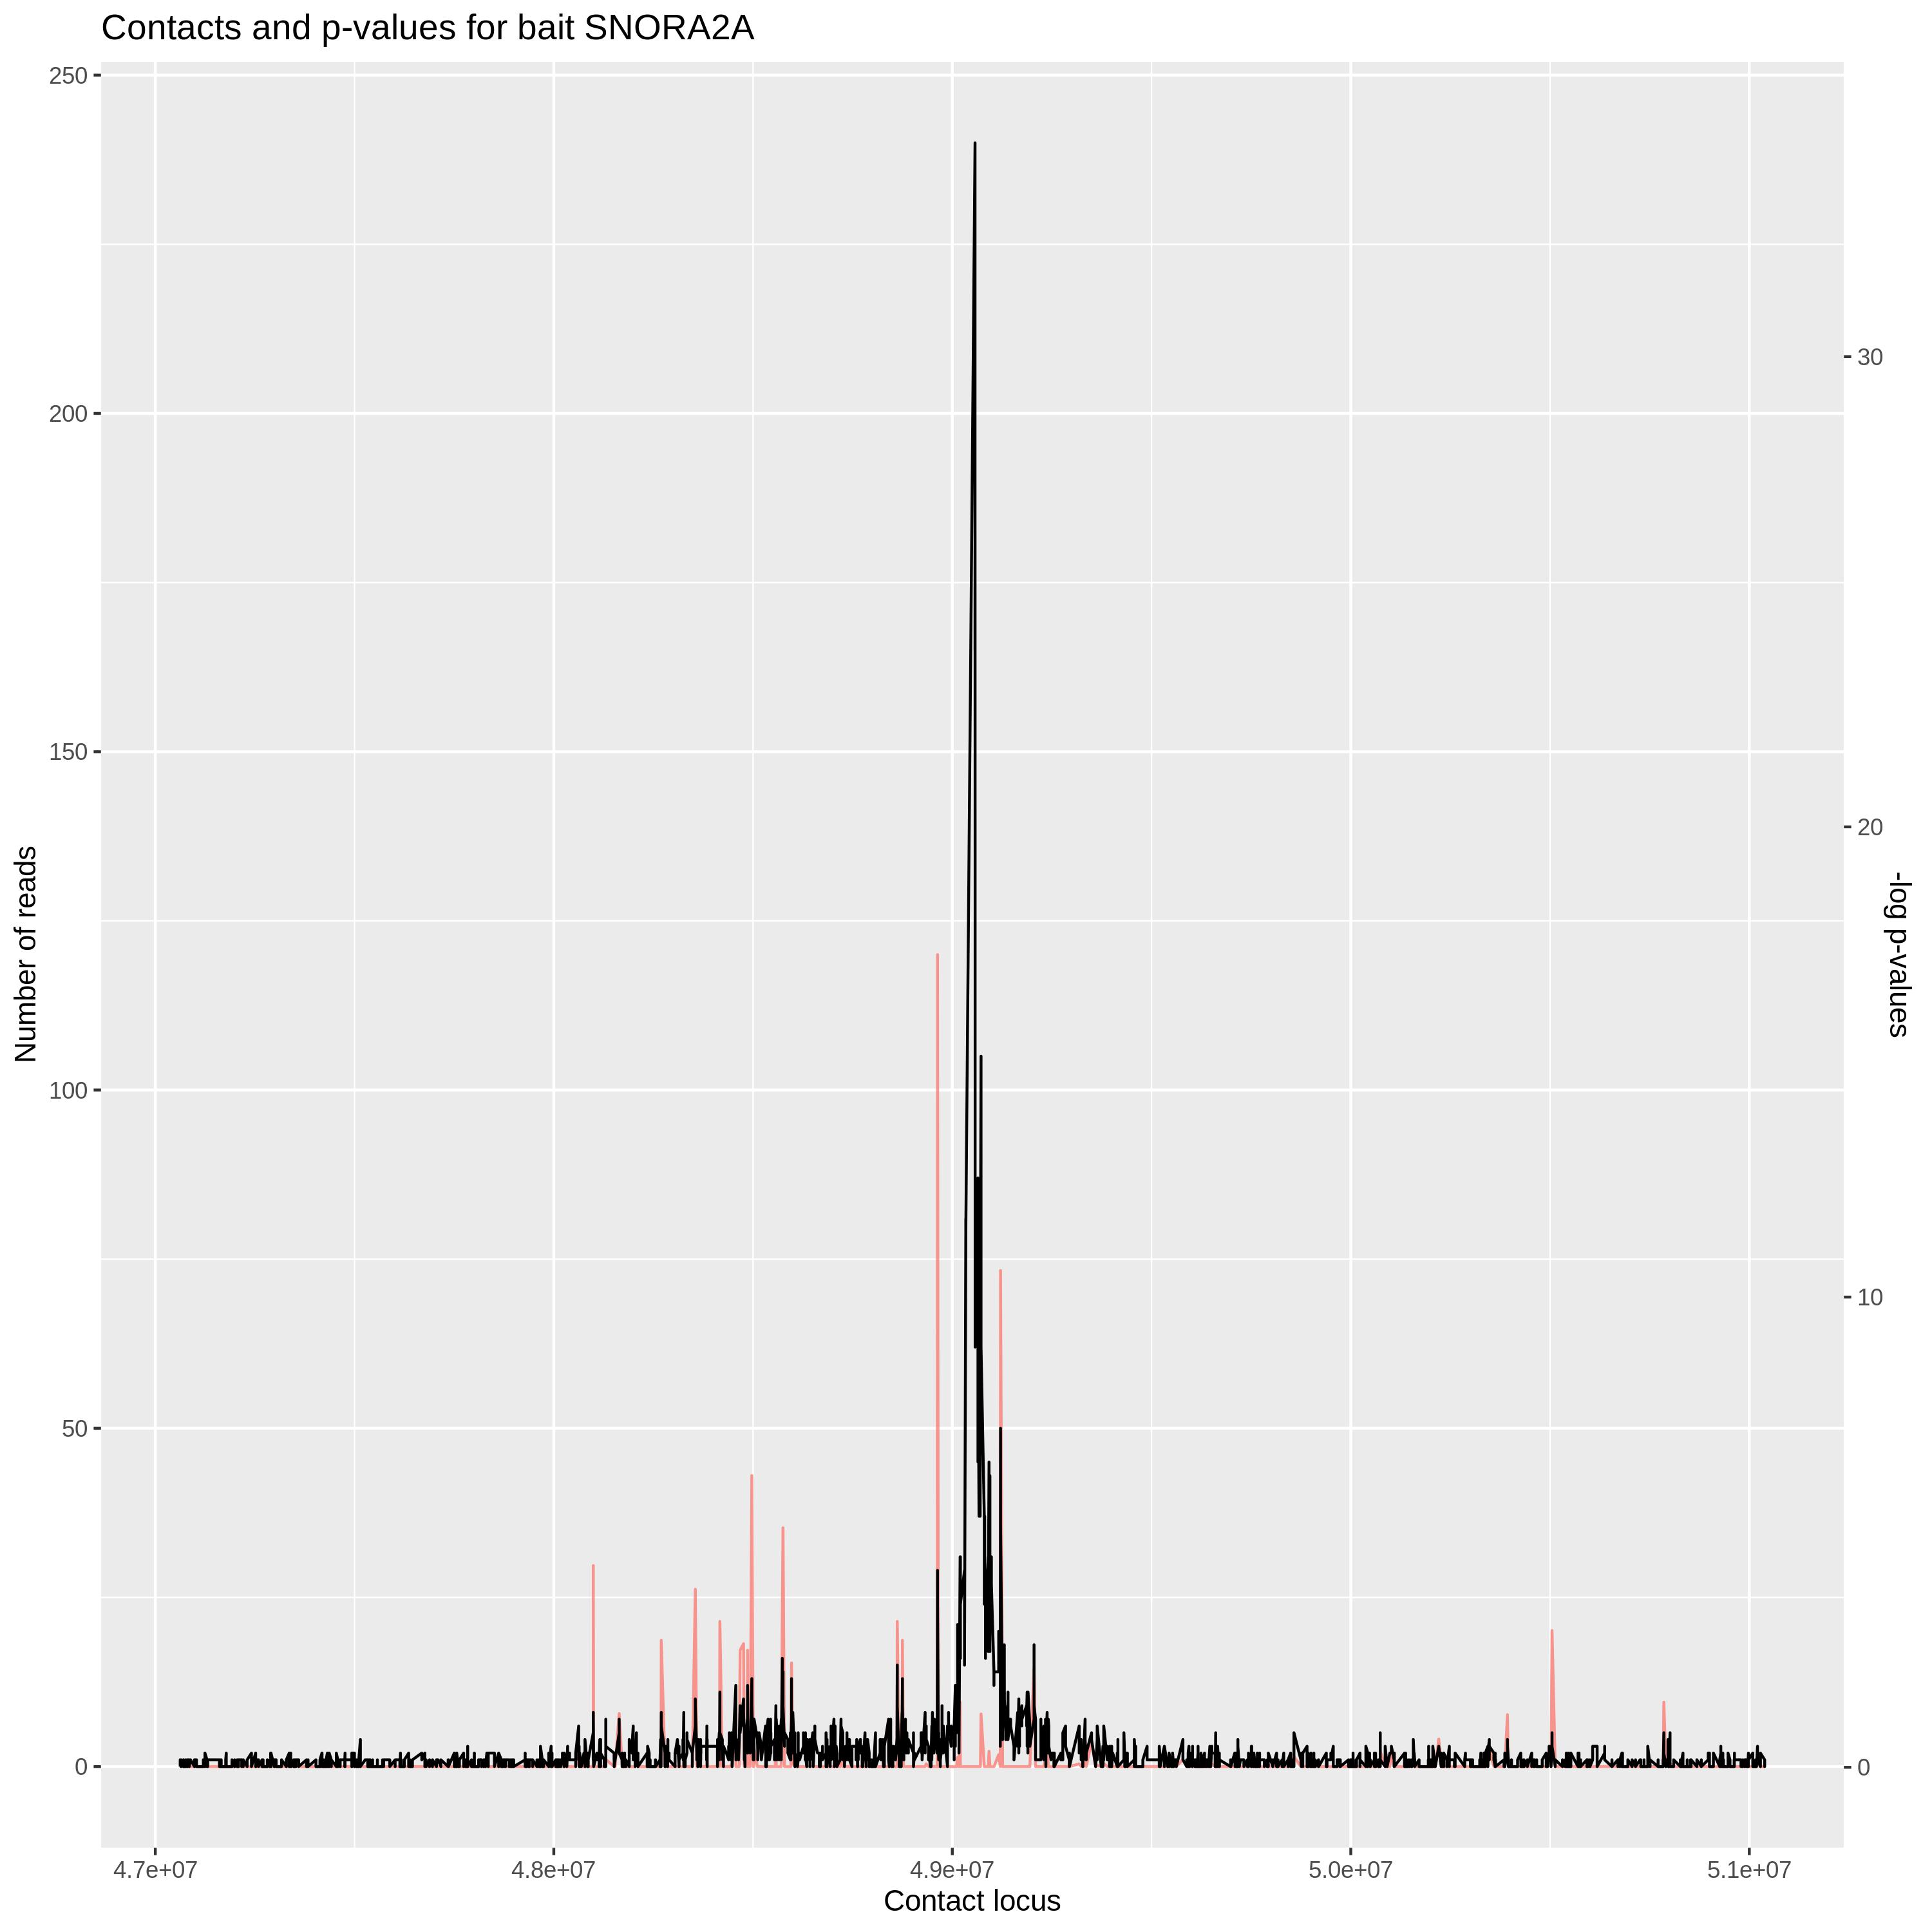 Contacts and p-values for bait SNORA2A
Number of reads
250
200
150
100
50
0
30
20
10
0
-log p-values
4.7e+07 4.8e+07 4.9e+07 5.0e+07 5.1e+07
Contact locus